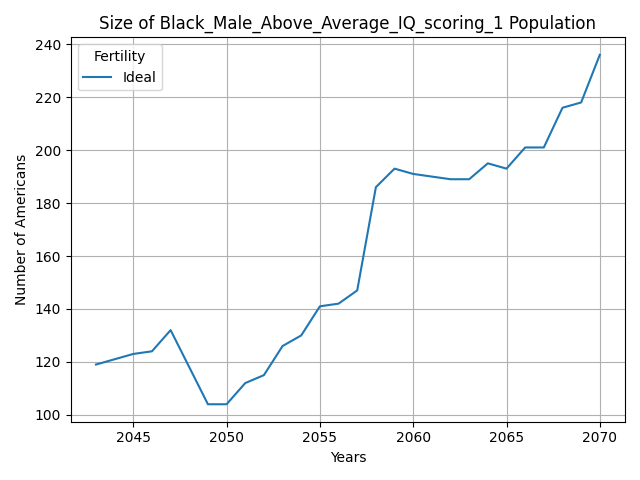 Size of Black_Male_Above_Average_IQ_scoring_1 Population
Fertility
Ideal
240
220
200
180
160
140
120
100
Number of Americans
2045 2050 2055 2060 2065 2070
Years